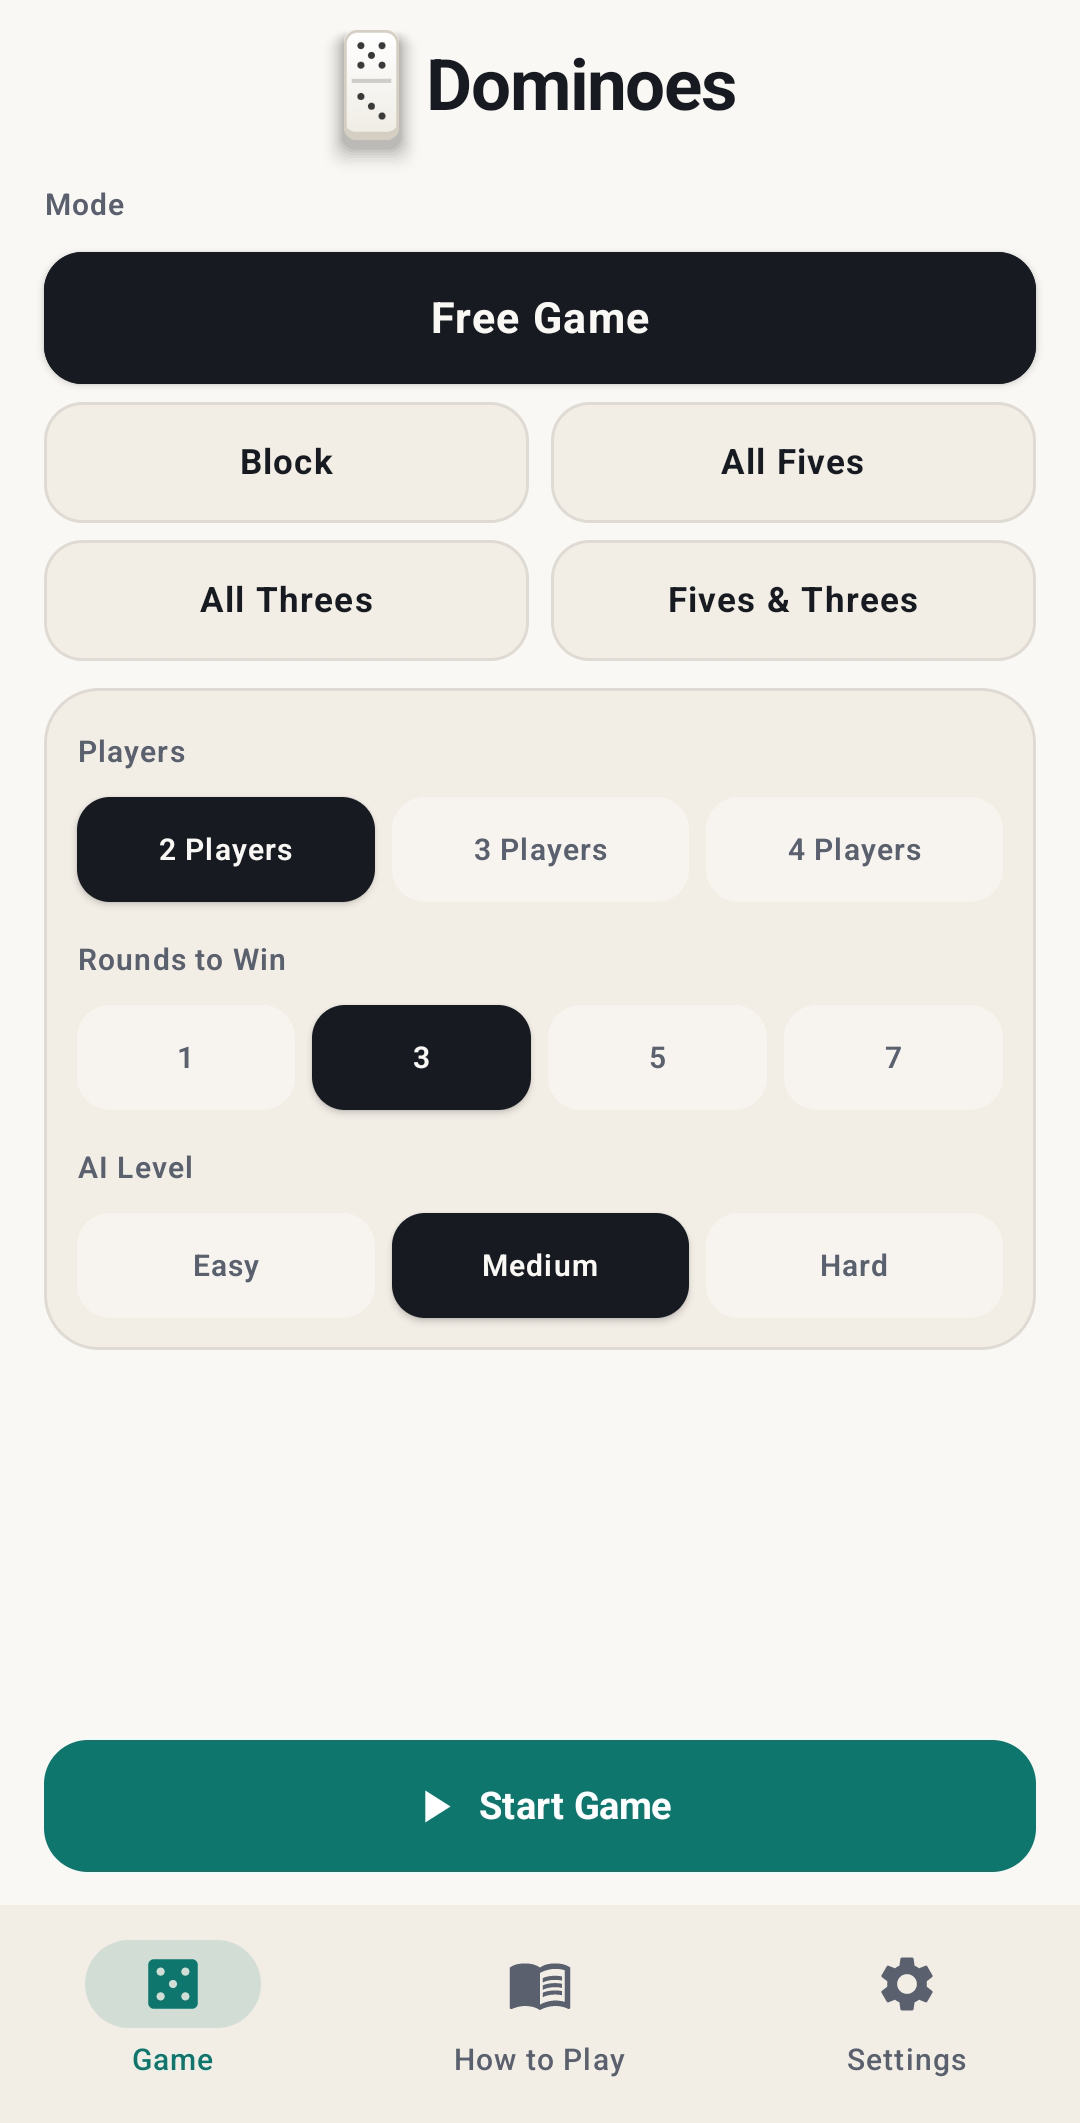 Dominoes
Mode
Free Game
Block
All Fives
All Threes
Fives & Threes
Players
2 Players
3 Players
4 Players
Rounds to Win
1
3
5
7
AI Level
Easy
Medium
Hard
Start Game
Game
How to Play
Settings